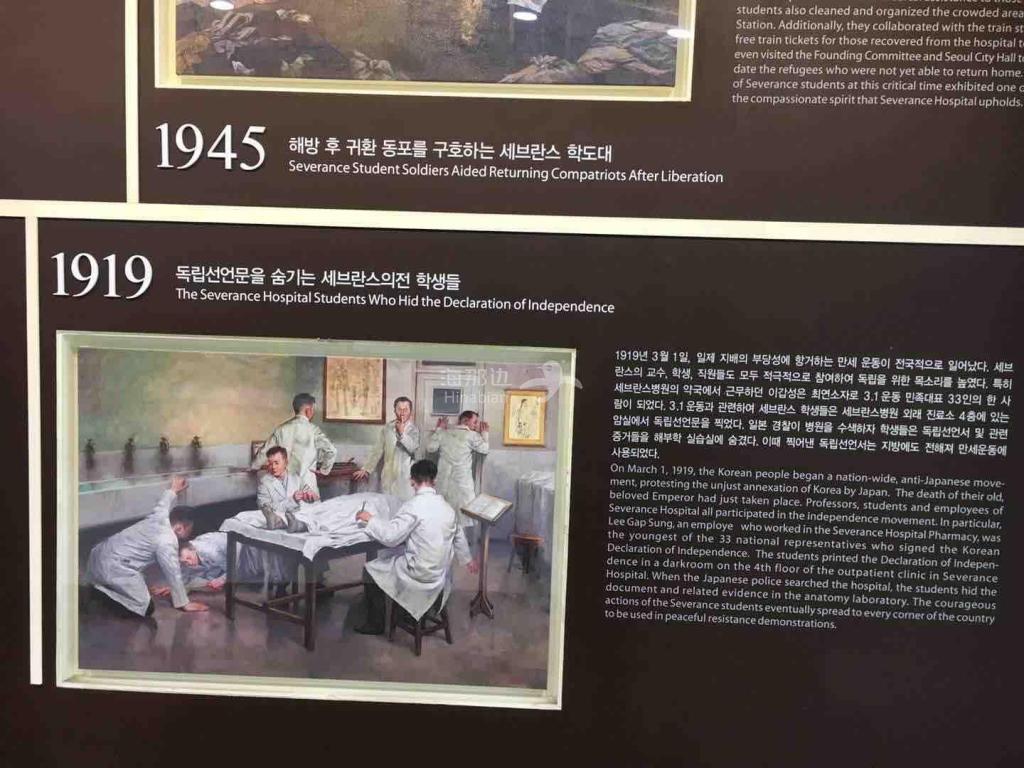 students also cleaned and organized the crowded area
Station. Additionally, they collaborated with the train st
free train tickets for those recovered from the hospital t
even visited the Founding Committee and Seoul City Hall t
date the refugees who were not yet able to return home.
of Severance students at this critical time exhibited one o
the compassionate spirit that Severance Hospital upholds.
1945
해방 후 귀환 동포를 구호하는 세브란스 학도대
Severance Student Soldiers Aided Returning Compatriots After Liberation
1919
독립선언문을 숨기는 세브란스의전 학생들
The Severance Hospital Students Who Hid the Declaration of Independence
海那边
Hinabian
1919년 3월 1일, 일제 지배의 부당성에 항거하는 만세 운동이 전국적으로 일어났다. 세브
란스의 교수, 학생, 직원들도 모두 적극적으로 참여하여 독립을 위한 목소리를 높였다. 특히
세브란스병원의 약국에서 근무하던 이갑성은 최연소자로 3.1운동 민족대표 33인의 한 사
람이 되었다. 3.1운동과 관련하여 세브란스 학생들은 세브란스병원 외래 진료소 4층에 있는
암실에서 독립선언문을 찍었다. 일본 경찰이 병원을 수색하자 학생들은 독립선언서 및 관련
증거들을 해부학 실습실에 숨겼다. 이때 찍어낸 독립선언서는 지방에도 전해져 만세운동에
사용되었다.
On March 1, 1919, the Korean people began a nation-wide, anti-Japanese move-
ment, protesting the unjust annexation of Korea by Japan. The death of their old,
beloved Emperor had just taken place. Professors, students and employees of
Severance Hospital all participated in the independence movement. In particular,
Lee Gap Sung, an employe who worked in the Severance Hospital Pharmacy, was
the youngest of the 33 national representatives who signed the Korean
Declaration of Independence. The students printed the Declaration of Indepen-
dence in a darkroom on the 4th floor of the outpatient clinic in Severance
Hospital. When the Japanese police searched the hospital, the students hid the
document and related evidence in the anatomy laboratory. The courageous
actions of the Severance students eventually spread to every corner of the country
to be used in peaceful resistance demonstrations.